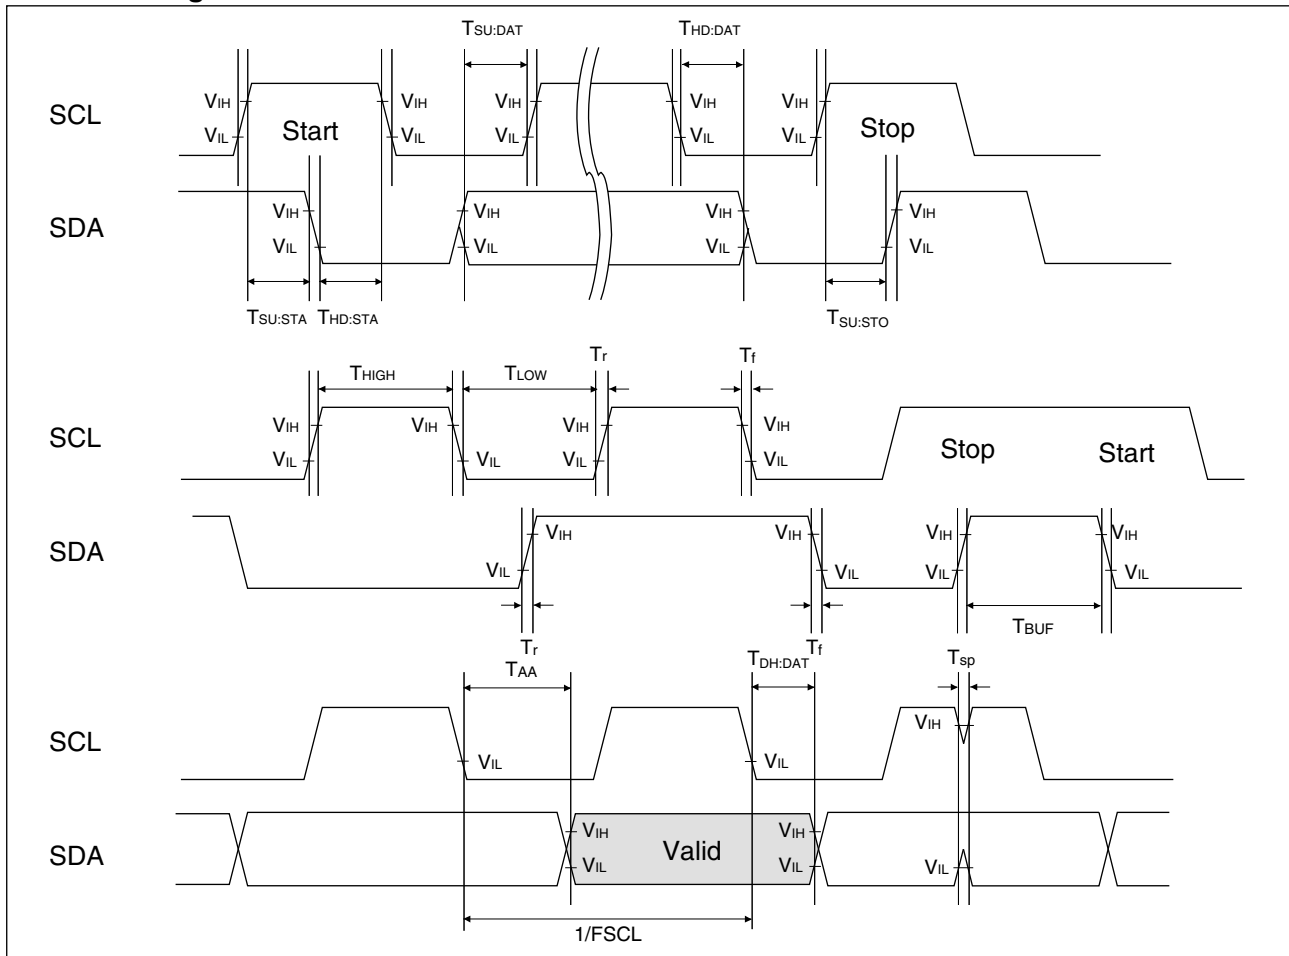 TSU:DAT THD:DAT
SCL VIH VIH VIH VIH VIH
VIL Start VIL VIL VIL VIL Stop
SDA VIH VIH VIH VIH
VIL VIL VIL VIL
TSU:STA THD:STA TSU:STO
THIGH TLOW Tr Tf
SCL VIH VIH VIH VIH
VIL VIL VIL VIL Stop Start
SDA VIH VIH VIH VIH
VIL VIL VIL VIL
Tr Tf TBUF
TAA TDH:DAT Tsp
SCL VIH
VIL VIL
SDA VIH Valid VIH
VIL VIL VIL
1/FSCL